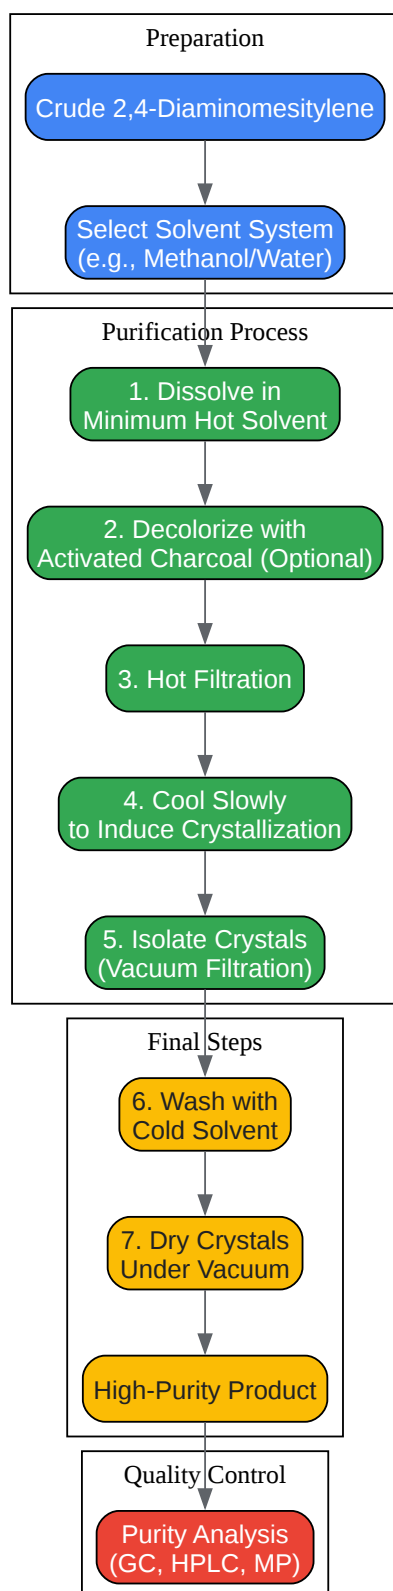 Preparation
Crude 2,4-Diaminomesitylene
Select Solvent System
(e.g., Methanol/Water)
Purification Process
1. Dissolve in
Minimum Hot Solvent
2. Decolorize with
Activated Charcoal (Optional)
3. Hot Filtration
4. Cool Slowly
to Induce Crystallization
5. Isolate Crystals
(Vacuum Filtration)
Final Steps
6. Wash with
Cold Solvent
7. Dry Crystals
Under Vacuum
High-Purity Product
Quality Control
Purity Analysis
(GC, HPLC, MP)